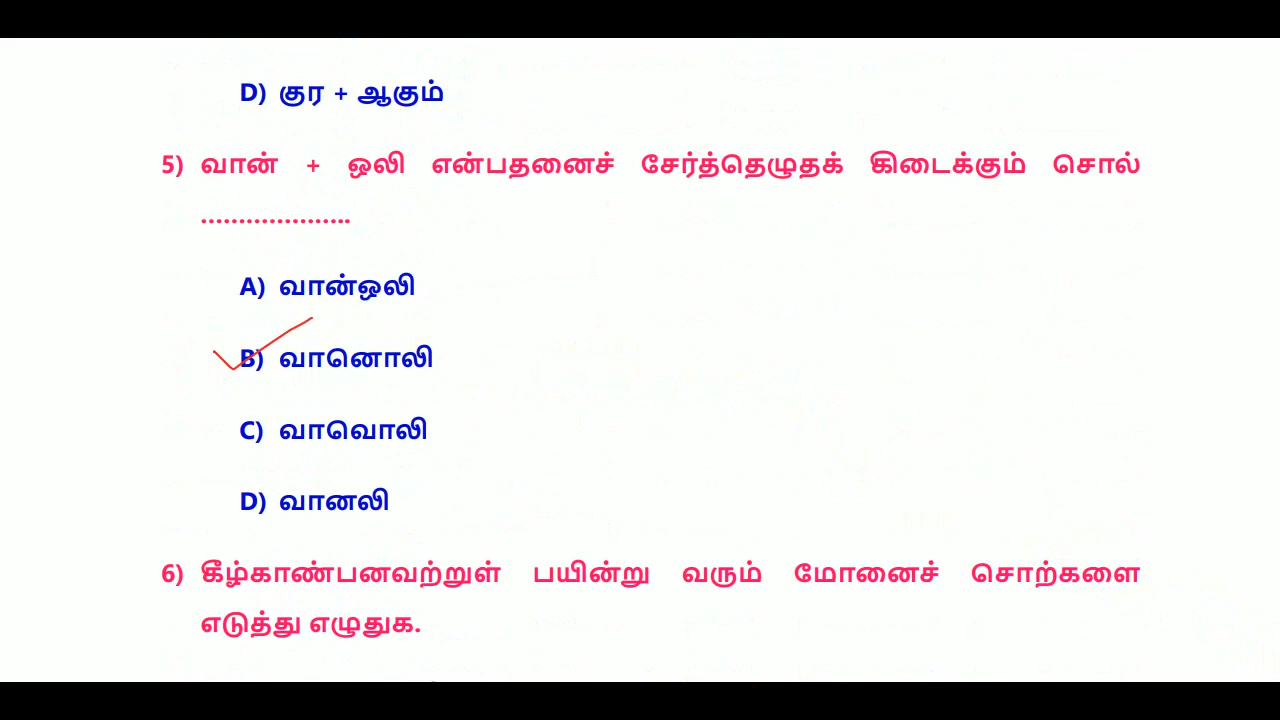 D) குர + ஆகும்
5) வான் + ஒலி என்பதனைச் சேர்த்தெழுதக் கிடைக்கும் சொல்
....................
A) வான்ஒலி
B) வானொலி
C) வாவொலி
D) வானலி
6) கீழ்காண்பனவற்றுள் பயின்று வரும் மோனைச் சொற்களை
எடுத்து எழுதுக.